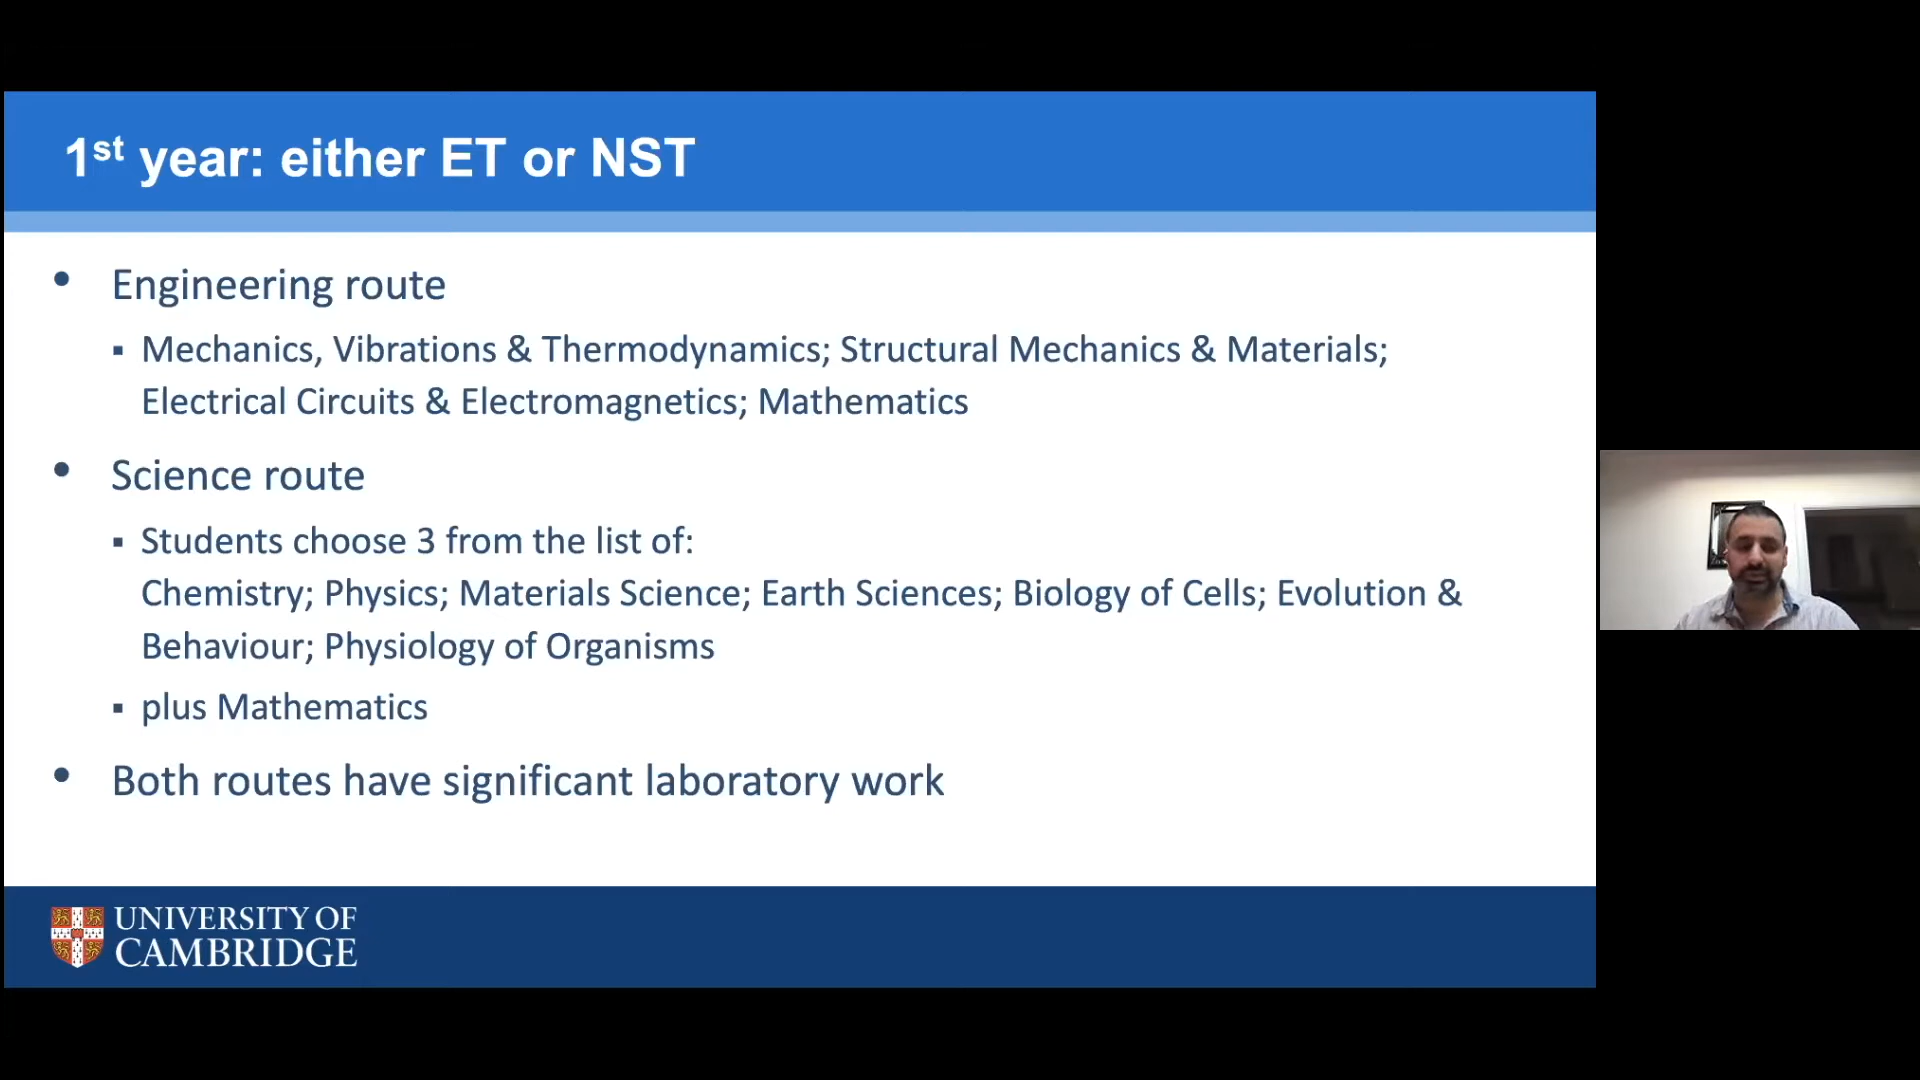 1st year: either ET or NST
• Engineering route
▪ Mechanics, Vibrations & Thermodynamics; Structural Mechanics & Materials;
Electrical Circuits & Electromagnetics; Mathematics
• Science route
▪ Students choose 3 from the list of:
Chemistry; Physics; Materials Science; Earth Sciences; Biology of Cells; Evolution &
Behaviour; Physiology of Organisms
▪ plus Mathematics
• Both routes have significant laboratory work
UNIVERSITY OF
CAMBRIDGE